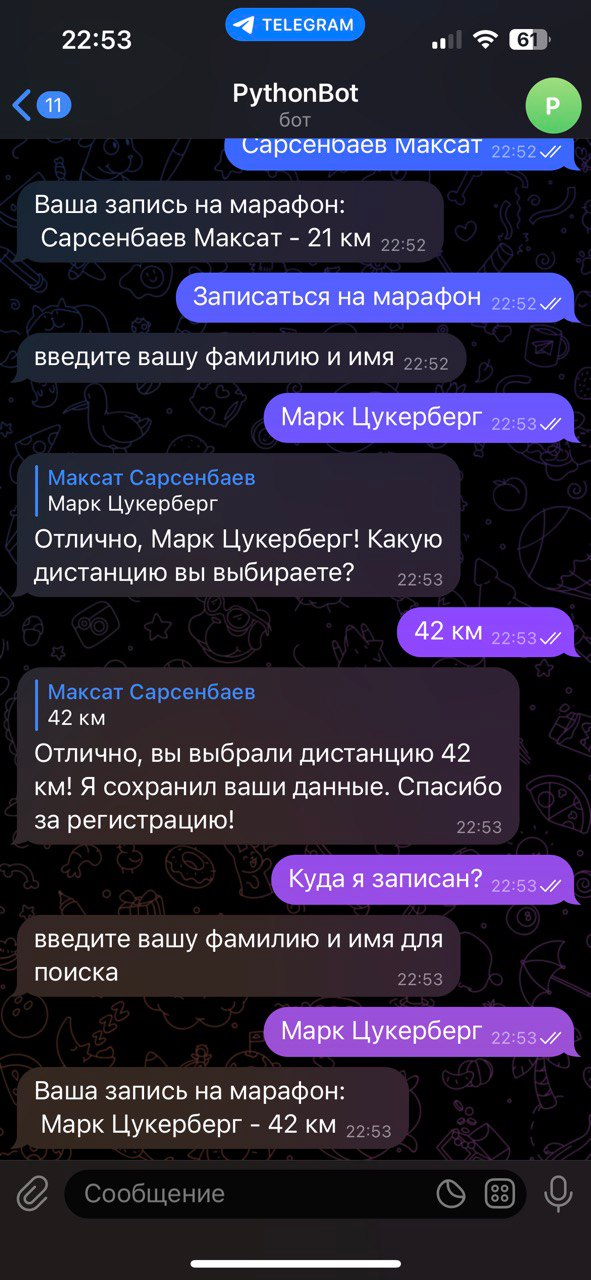 22:53
TELEGRAM
61
11
PythonBot
бот
P
Сарсенбаев Максат 22:52
Ваша запись на марафон:
Сарсенбаев Максат - 21 км 22:52
Записаться на марафон 22:52
введите вашу фамилию и имя 22:52
Марк Цукерберг 22:53
Максат Сарсенбаев
Марк Цукерберг
Отлично, Марк Цукерберг! Какую
дистанцию вы выбираете? 22:53
42 км 22:53
Максат Сарсенбаев
42 км
Отлично, вы выбрали дистанцию 42
км! Я сохранил ваши данные. Спасибо
за регистрацию! 22:53
Куда я записан? 22:53
введите вашу фамилию и имя для
поиска 22:53
Марк Цукерберг 22:53
Ваша запись на марафон:
Марк Цукерберг - 42 км 22:53
Сообщение